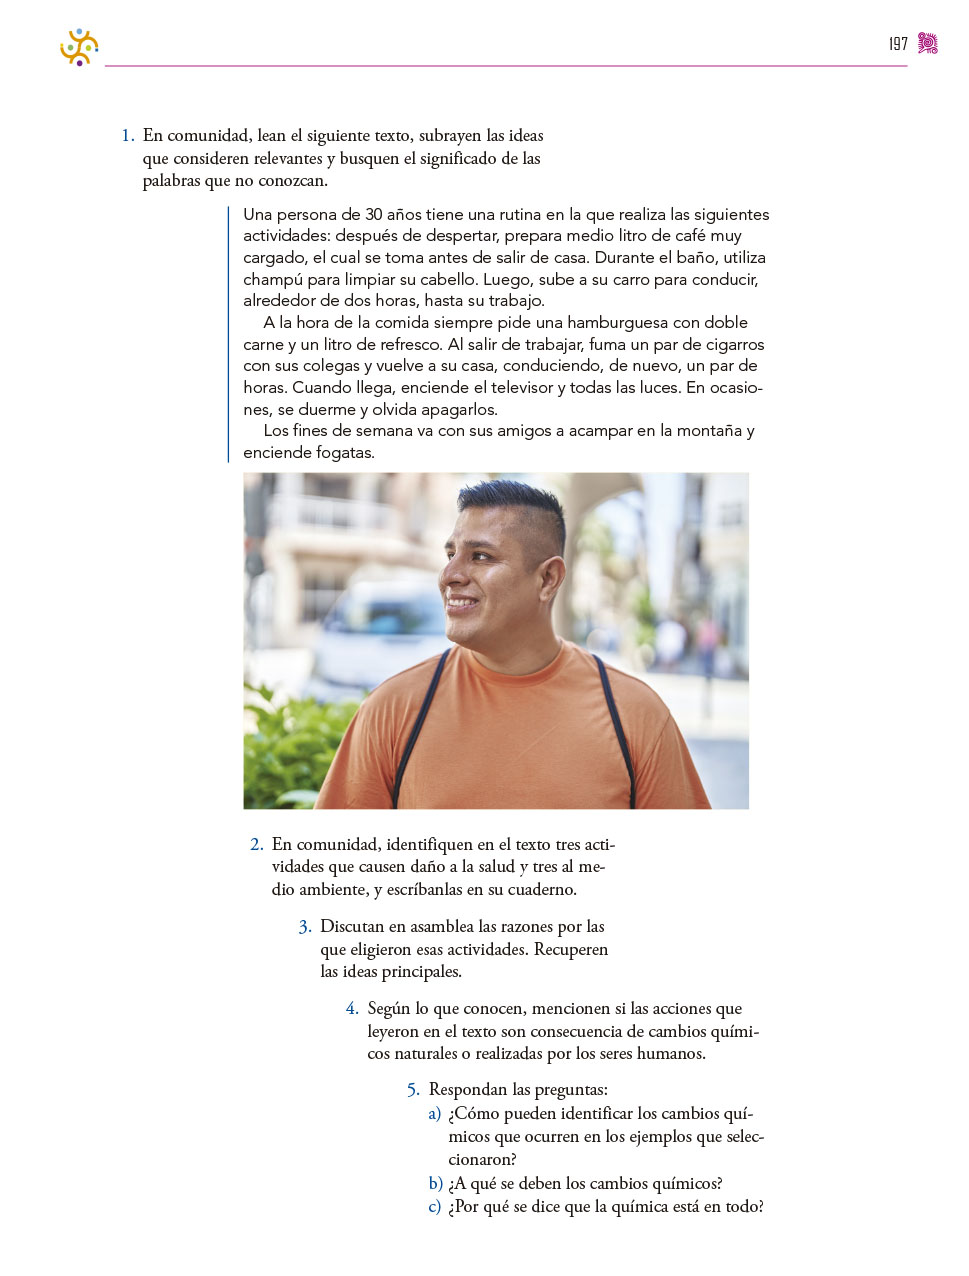 197
1. En comunidad, lean el siguiente texto, subrayen las ideas
que consideren relevantes y busquen el significado de las
palabras que no conozcan.
Una persona de 30 años tiene una rutina en la que realiza las siguientes
actividades: después de despertar, prepara medio litro de café muy
cargado, el cual se toma antes de salir de casa. Durante el baño, utiliza
champú para limpiar su cabello. Luego, sube a su carro para conducir,
alrededor de dos horas, hasta su trabajo.
A la hora de la comida siempre pide una hamburguesa con doble
carne y un litro de refresco. Al salir de trabajar, fuma un par de cigarros
con sus colegas y vuelve a su casa, conduciendo, de nuevo, un par de
horas. Cuando llega, enciende el televisor y todas las luces. En ocasio-
nes, se duerme y olvida apagarlos.
Los fines de semana va con sus amigos a acampar en la montaña y
enciende fogatas.
2. En comunidad, identifiquen en el texto tres acti-
vidades que causen daño a la salud y tres al me-
dio ambiente, y escríbanlas en su cuaderno.
3. Discutan en asamblea las razones por las
que eligieron esas actividades. Recuperen
las ideas principales.
4. Según lo que conocen, mencionen si las acciones que
leyeron en el texto son consecuencia de cambios quími-
cos naturales o realizadas por los seres humanos.
5. Respondan las preguntas:
a) ¿Cómo pueden identificar los cambios quí-
micos que ocurren en los ejemplos que selec-
cionaron?
b) ¿A qué se deben los cambios químicos?
c) ¿Por qué se dice que la química está en todo?